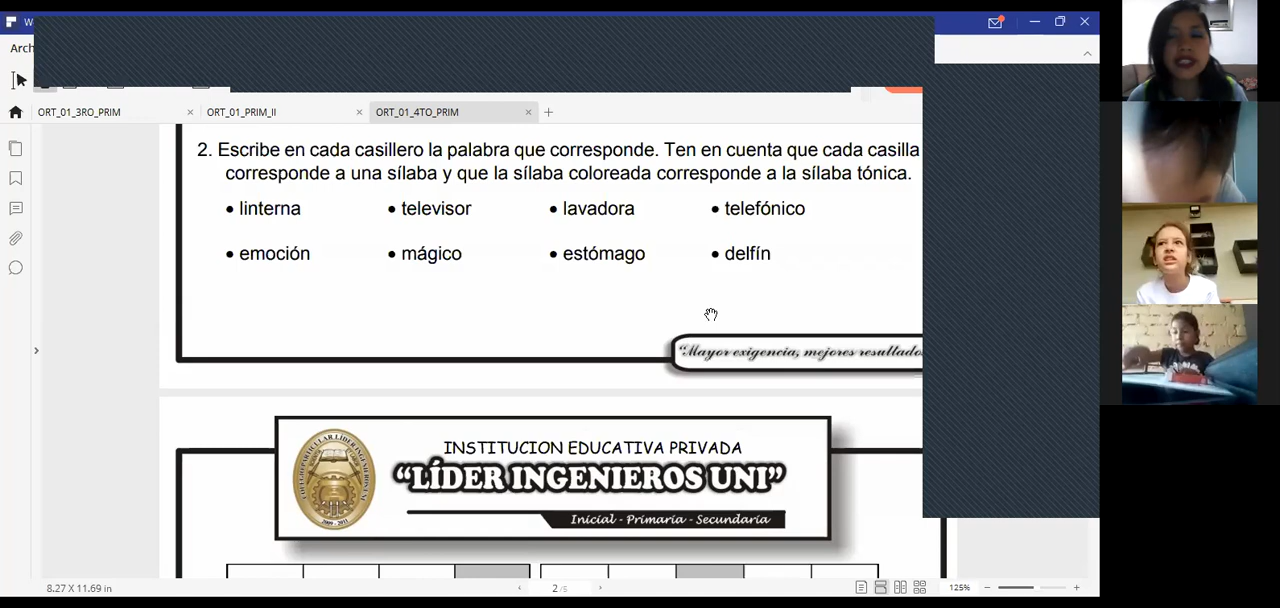 W
Arch
ORT_01_3RO_PRIM × ORT_01_PRIM_II × ORT_01_4TO_PRIM × +
2. Escribe en cada casillero la palabra que corresponde. Ten en cuenta que cada casilla
corresponde a una sílaba y que la sílaba coloreada corresponde a la sílaba tónica.
• linterna • televisor • lavadora • telefónico
• emoción • mágico • estómago • delfín
"Mayor exigencia, mejores resultados
INSTITUCION EDUCATIVA PRIVADA
"LÍDER INGENIEROS UNI"
Inicial - Primaria - Secundaria
8.27 X 11.69 in 2 /5 125%